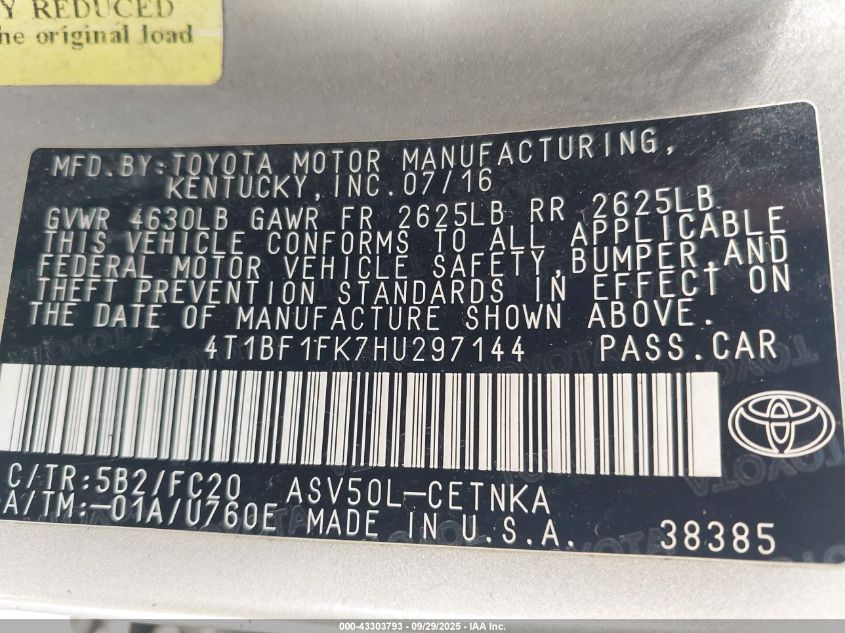 Y REDUCED
he original load
MFD.BY:TOYOTA MOTOR MANUFACTURING,
KENTUCKY,INC.07/16
GVWR 4630LB GAWR FR 2625LB RR 2625LB
THIS VEHICLE CONFORMS TO ALL APPLICABLE
FEDERAL MOTOR VEHICLE SAFETY,BUMPER,AND
THEFT PREVENTION STANDARDS IN EFFECT ON
THE DATE OF MANUFACTURE SHOWN ABOVE.
4T1BF1FK7HU297144 PASS.CAR
C/TR:5B2/FC20 ASV50L-CETNKA
A/TM:-01A/U760E MADE IN U.S.A. 38385
000-43303793 - 09/29/2025 - IAA Inc.